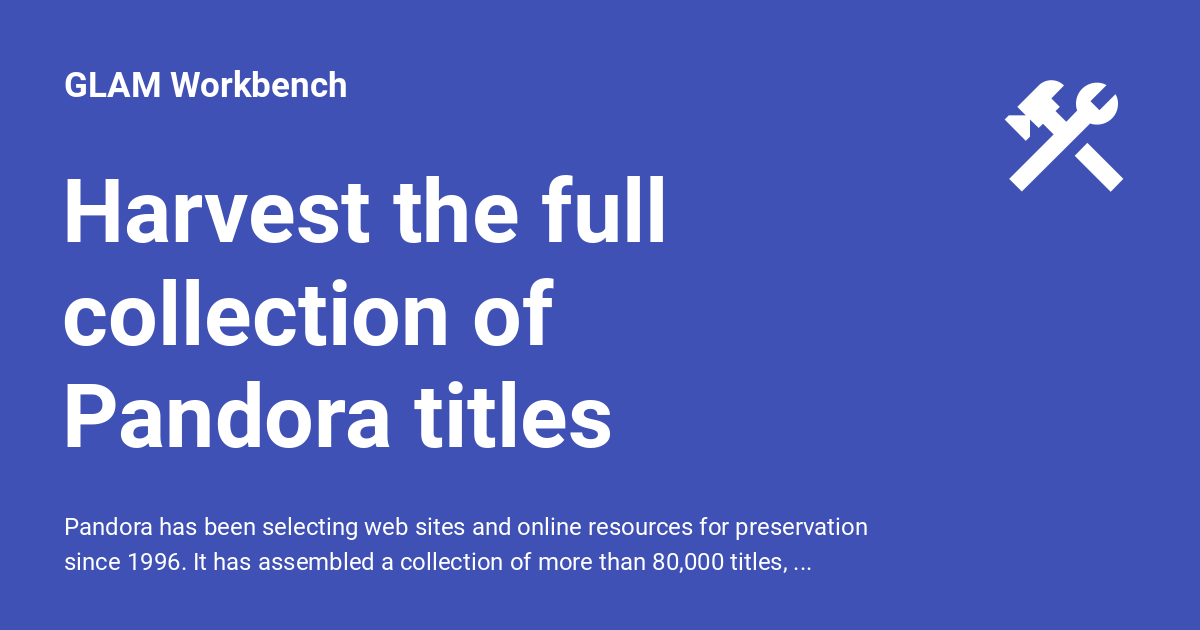 GLAM Workbench
Harvest the full
collection of
Pandora titles
Pandora has been selecting web sites and online resources for preservation
since 1996. It has assembled a collection of more than 80,000 titles, ...